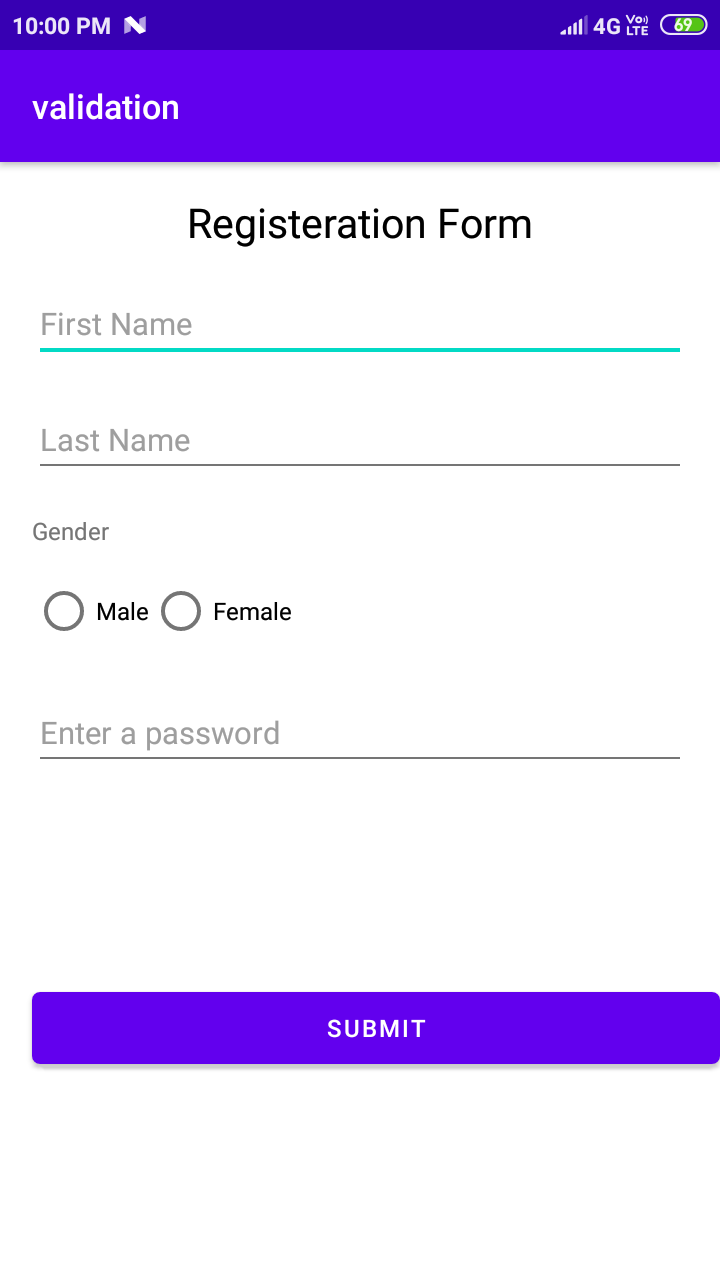 10:00 PM 4G Vo)) LTE 69
validation
Registeration Form
First Name
Last Name
Gender
Male Female
Enter a password
SUBMIT